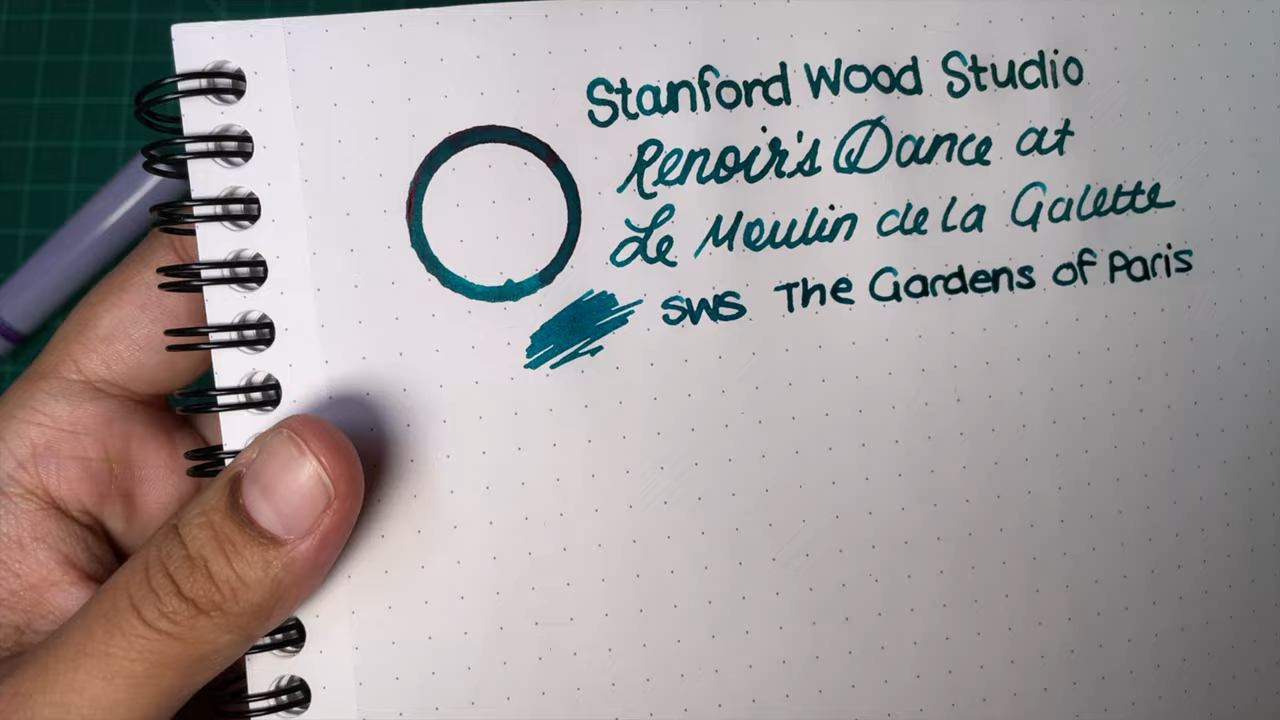 Stanford Wood Studio
Renoir's Dance at
Le Moulin de la Galette
SWS The Gardens of Paris